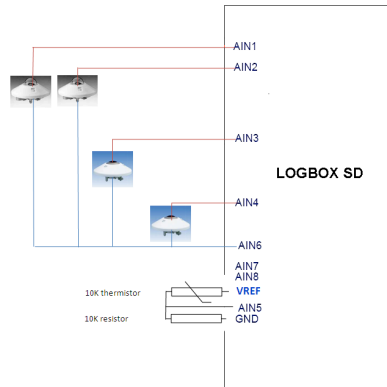 AIN1
AIN2
AIN3
LOGBOX SD
AIN4
AIN6
AIN7
AIN8
10K thermistor
VREF
AIN5
10K resistor
GND